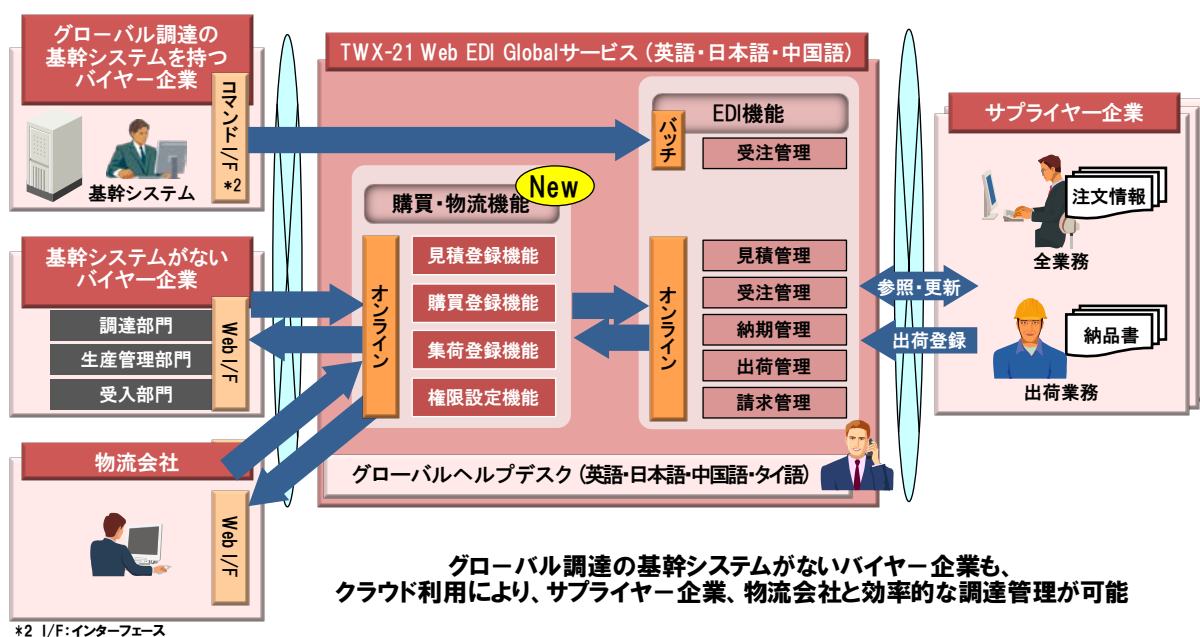 グローバル調達の
基幹システムを持つ
バイヤー企業
コマンド I/F
*2
基幹システム
基幹システムがない
バイヤー企業
調達部門
生産管理部門
受入部門
Web I/F
物流会社
Web I/F
*2 I/F:インターフェース
TWX-21 Web EDI Globalサービス(英語・日本語・中国語)
購買・物流機能
New
オンライン
見積登録機能
購買登録機能
集荷登録機能
権限設定機能
EDI機能
バッチ
受注管理
オンライン
見積管理
受注管理
納期管理
出荷管理
請求管理
グローバルヘルプデスク(英語・日本語・中国語・タイ語)
参照・更新
出荷登録
サプライヤー企業
注文情報
全業務
納品書
出荷業務
グローバル調達の基幹システムがないバイヤー企業も、
クラウド利用により、サプライヤー企業、物流会社と効率的な調達管理が可能